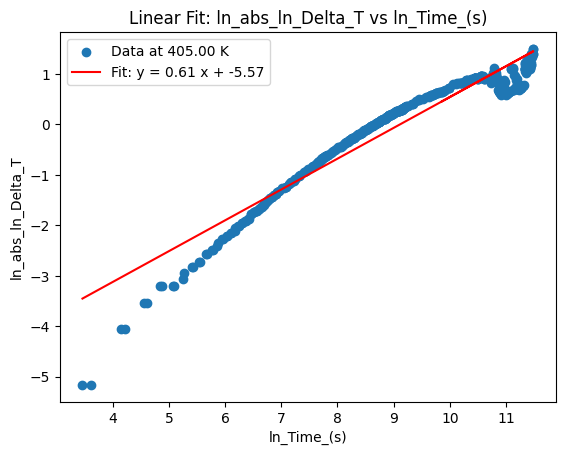 Linear Fit: ln_abs_ln_Delta_T vs ln_Time_(s)
Data at 405.00 K
Fit: y = 0.61 x + -5.57
ln_abs_ln_Delta_T
1
0
−1
−2
−3
−4
−5
4 5 6 7 8 9 10 11
ln_Time_(s)